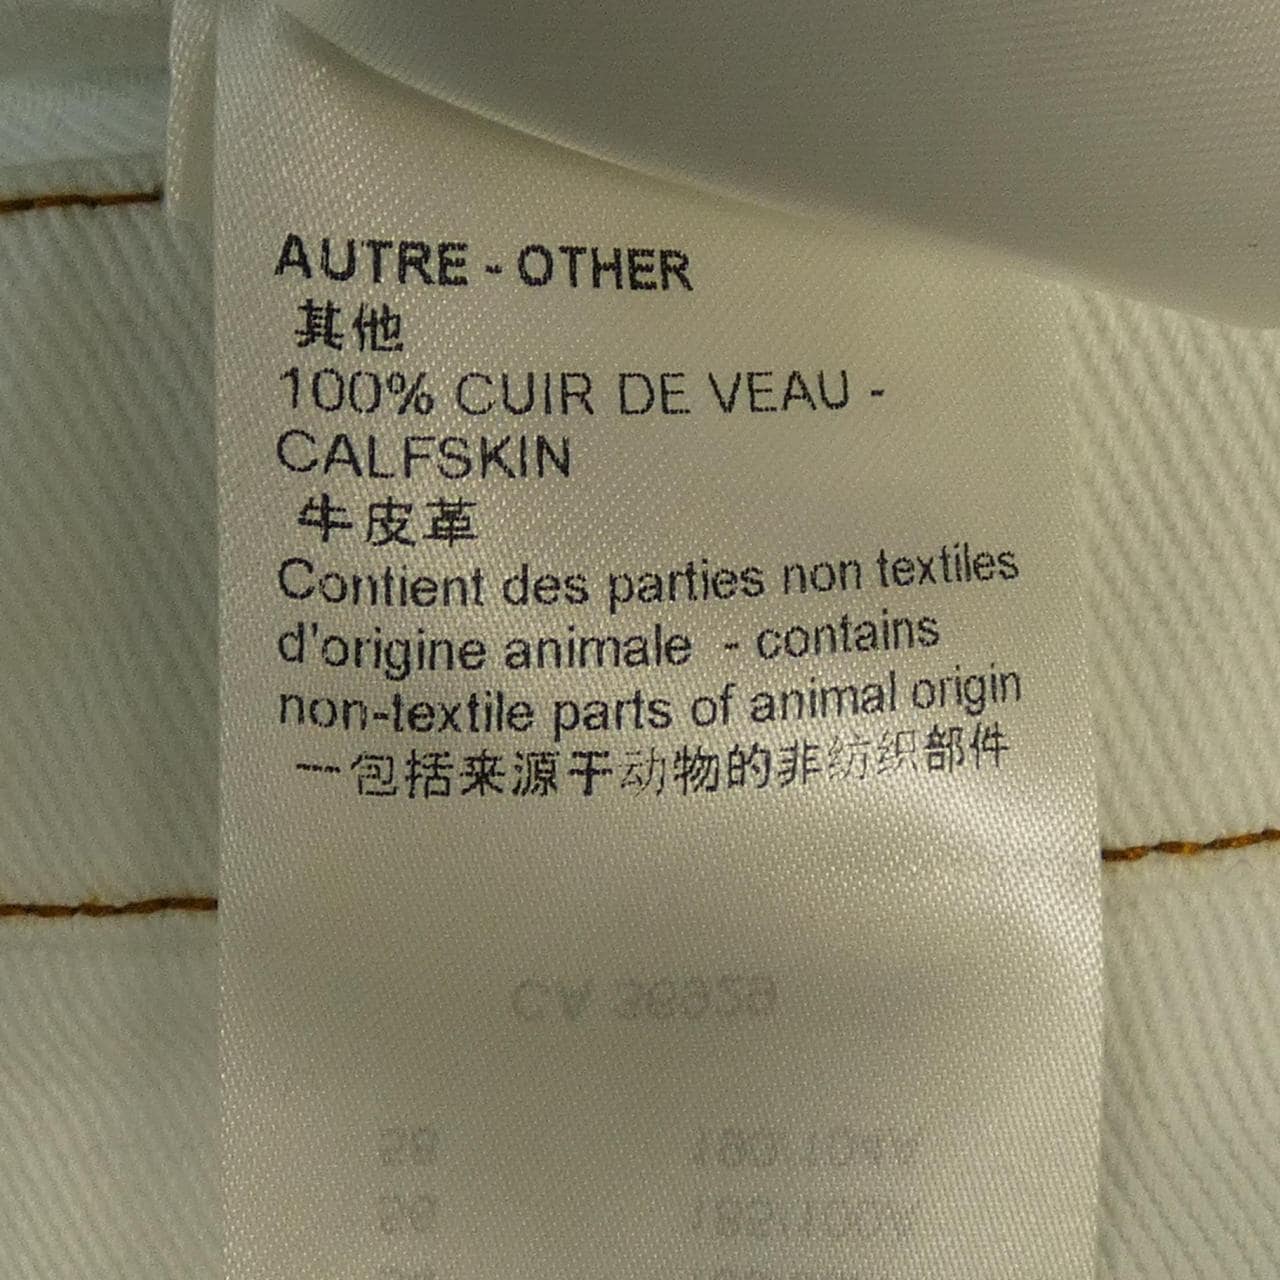 AUTRE - OTHER
其他
100% CUIR DE VEAU -
CALFSKIN
牛皮革
Contient des parties non textiles
d'origine animale - contains
non-textile parts of animal origin
一包括来源于动物的非纺织部件
CA 36929